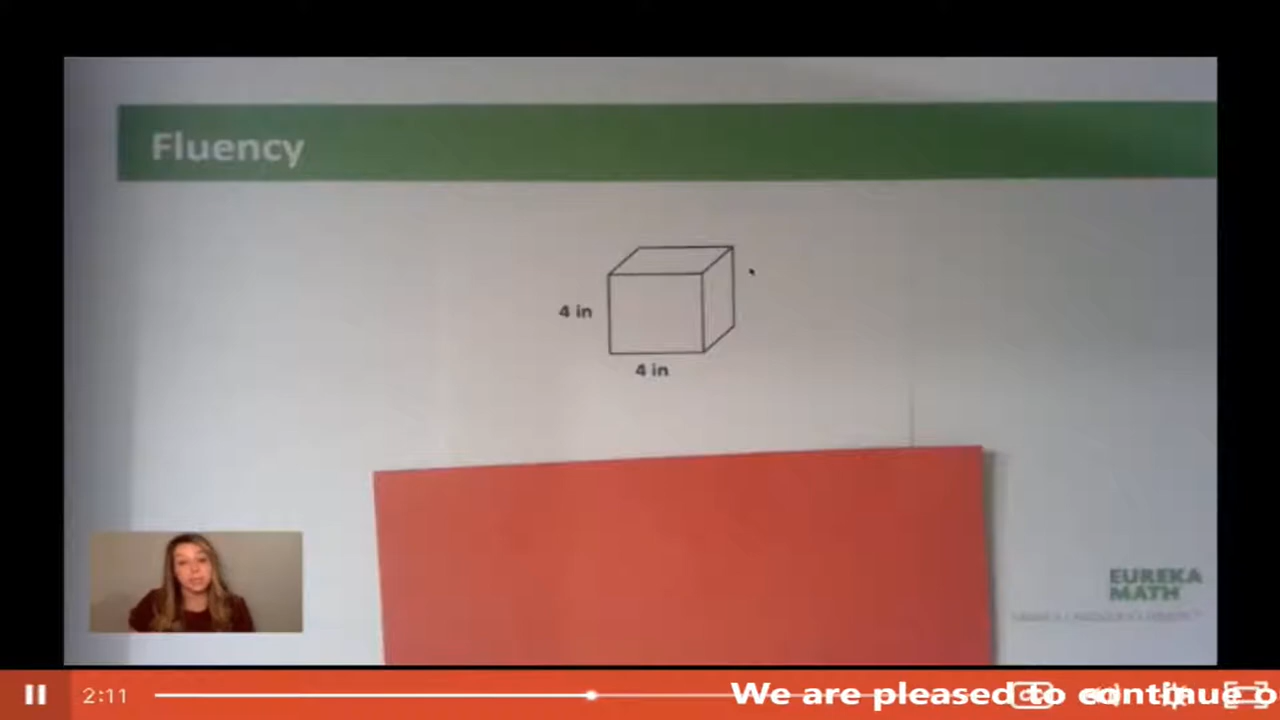 Fluency
4 in
4 in
EUREKA
MATH
2:11
We are pleased to continue o